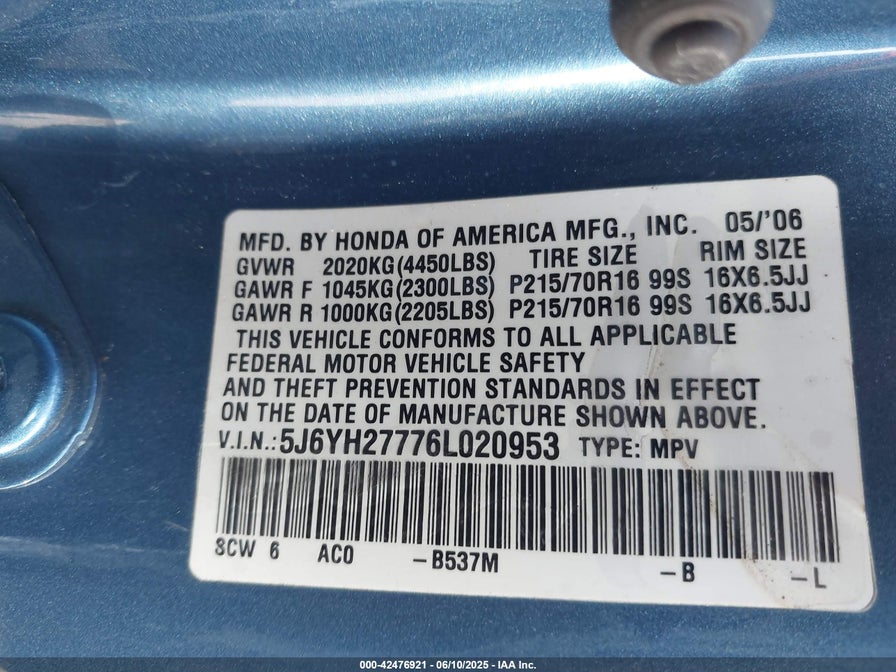 MFD. BY HONDA OF AMERICA MFG., INC. 05/'06
GVWR 2020KG(4450LBS) TIRE SIZE RIM SIZE
GAWR F 1045KG(2300LBS) P215/70R16 99S 16X6.5JJ
GAWR R 1000KG(2205LBS) P215/70R16 99S 16X6.5JJ
THIS VEHICLE CONFORMS TO ALL APPLICABLE
FEDERAL MOTOR VEHICLE SAFETY
AND THEFT PREVENTION STANDARDS IN EFFECT
ON THE DATE OF MANUFACTURE SHOWN ABOVE.
V.I.N.: 5J6YH27776L020953 TYPE: MPV
SCW 6 AC0 -B537M -B -L
000-42476921 / 06/10/2025 - IAA Inc.